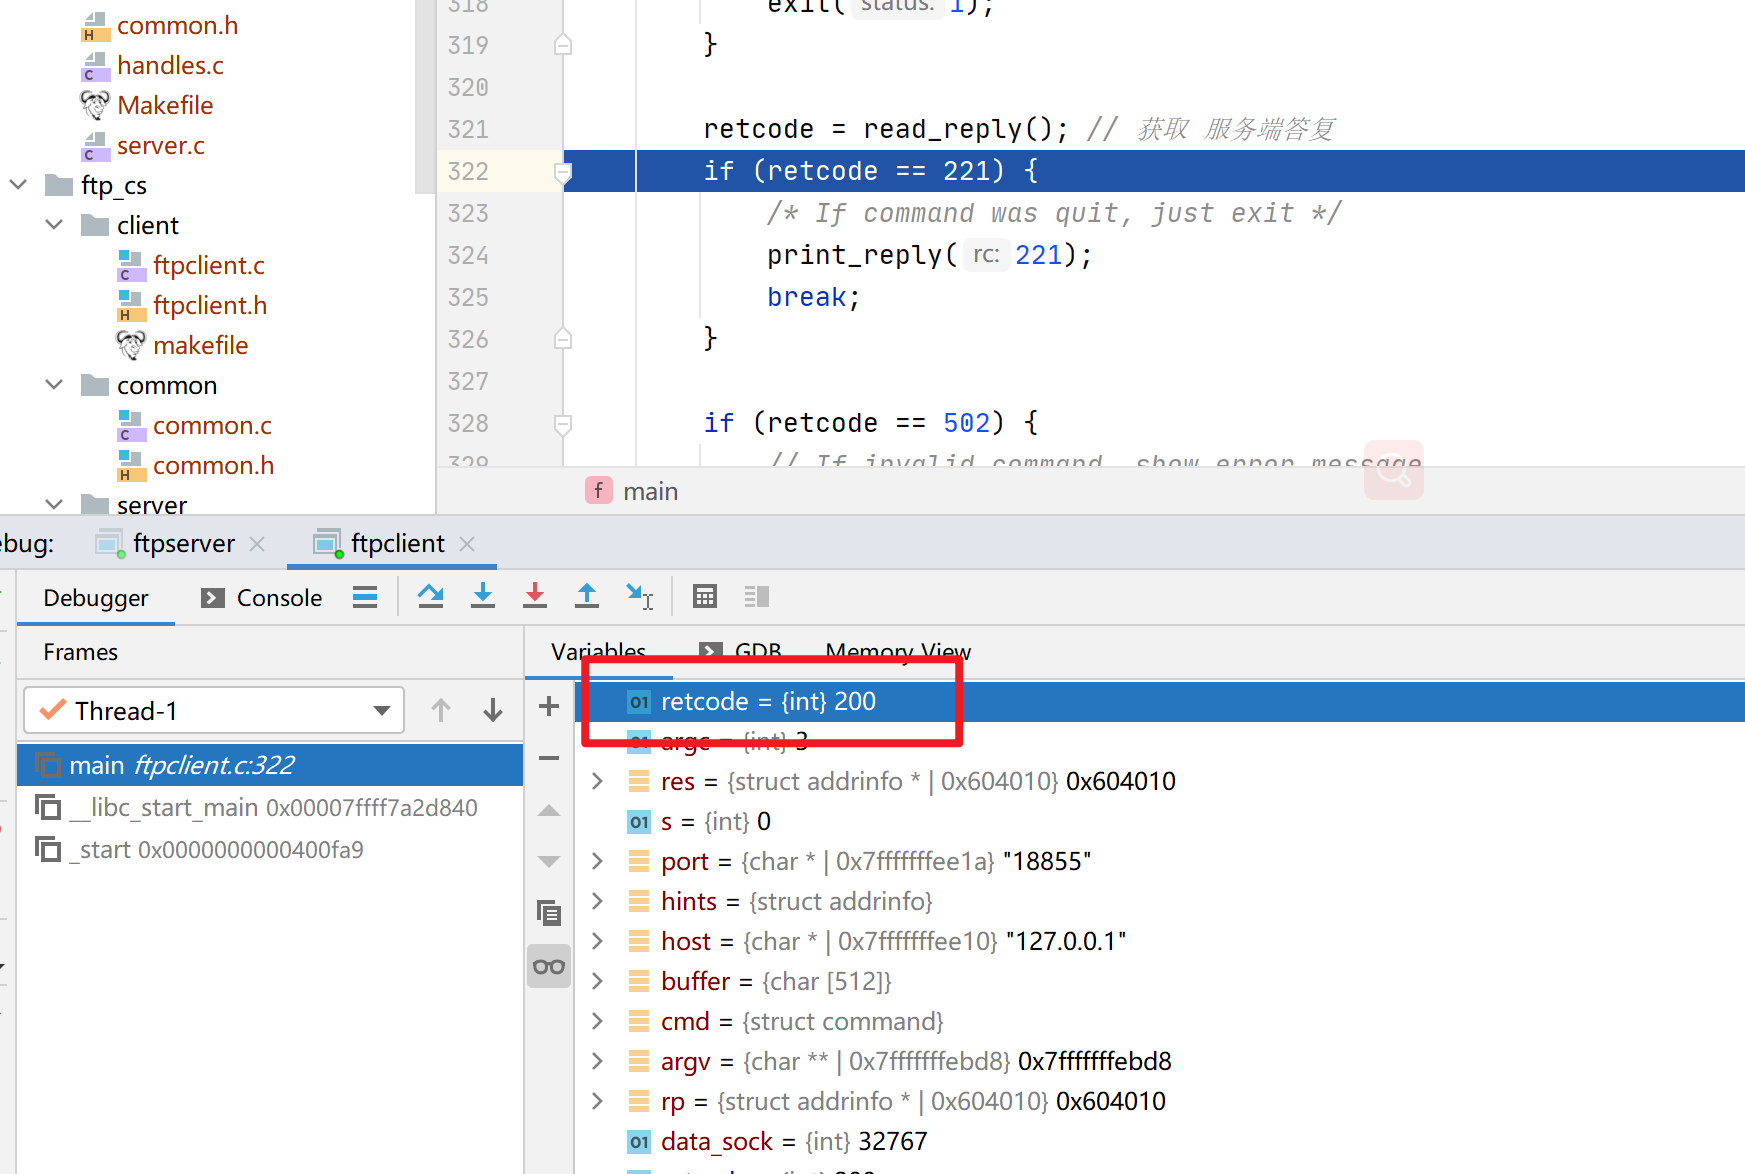 common.h
handles.c
Makefile
server.c
ftp_cs
client
ftpclient.c
ftpclient.h
makefile
common
common.c
common.h
server
318 exit( status: 1);
319 }
320
321 retcode = read_reply(); // 获取 服务端答复
322 if (retcode == 221) {
323 /* If command was quit, just exit */
324 print_reply( rc: 221);
325 break;
326 }
327
328 if (retcode == 502) {
329 // If invalid command, show error message
f main
ebug: ftpserver ftpclient
Debugger Console
Frames
Thread-1
main ftpclient.c:322
__libc_start_main 0x00007ffff7a2d840
_start 0x0000000000400fa9
Variables GDB Memory View
01 retcode = {int} 200
01 argc = {int} 3
res = {struct addrinfo * | 0x604010} 0x604010
01 s = {int} 0
port = {char * | 0x7fffffffee1a} "18855"
hints = {struct addrinfo}
host = {char * | 0x7fffffffee10} "127.0.0.1"
buffer = {char [512]}
cmd = {struct command}
argv = {char ** | 0x7fffffffebd8} 0x7fffffffebd8
rp = {struct addrinfo * | 0x604010} 0x604010
01 data_sock = {int} 32767